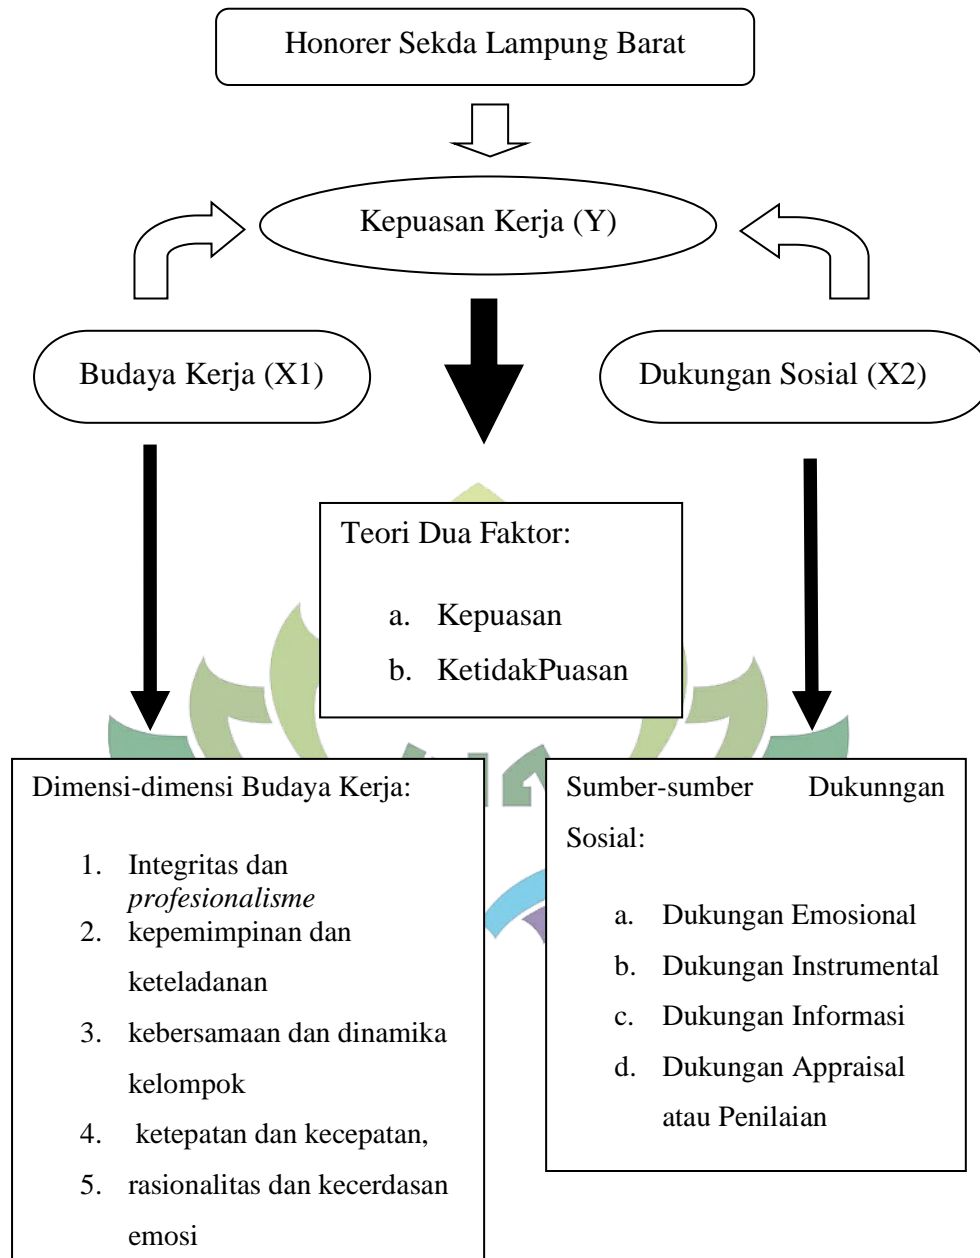 Honorer Sekda Lampung Barat
Kepuasan Kerja (Y)
Budaya Kerja (X1)
Dukungan Sosial (X2)
Teori Dua Faktor:
a. Kepuasan
b. KetidakPuasan
Dimensi-dimensi Budaya Kerja:
1. Integritas dan
profesionalisme
2. kepemimpinan dan
keteladanan
3. kebersamaan dan dinamika
kelompok
4. ketepatan dan kecepatan,
5. rasionalitas dan kecerdasan
emosi
Sumber-sumber Dukunngan
Sosial:
a. Dukungan Emosional
b. Dukungan Instrumental
c. Dukungan Informasi
d. Dukungan Appraisal
atau Penilaian